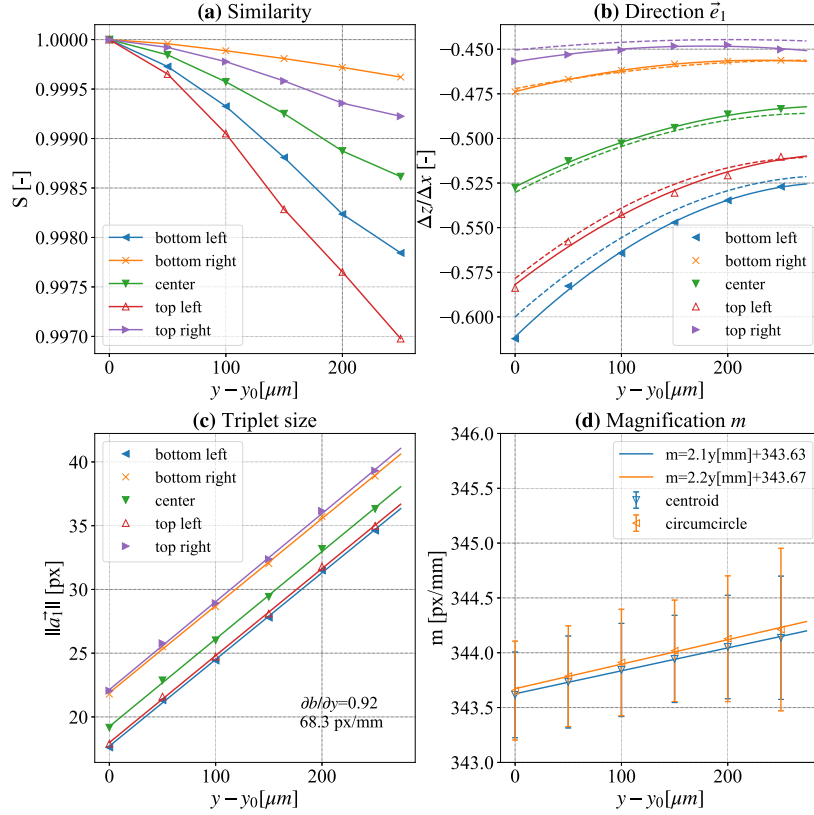 (a) Similarity
1.0000
0.9995
0.9990
0.9985
0.9980
0.9975
0.9970
S [-]
bottom left
bottom right
center
top left
top right
0 100 200
y − y₀[μm]
(b) Direction e⃗₁
−0.450
−0.475
−0.500
−0.525
−0.550
−0.575
−0.600
Δz/Δx [-]
bottom left
bottom right
center
top left
top right
0 100 200
y − y₀[μm]
(c) Triplet size
40
35
30
25
20
||a⃗₁|| [px]
bottom left
bottom right
center
top left
top right
∂b/∂y=0.92
68.3 px/mm
0 100 200
y − y₀[μm]
(d) Magnification m
346.0
345.5
345.0
344.5
344.0
343.5
343.0
m [px/mm]
m=2.1y[mm]+343.63
m=2.2y[mm]+343.67
centroid
circumcircle
0 100 200
y − y₀[μm]